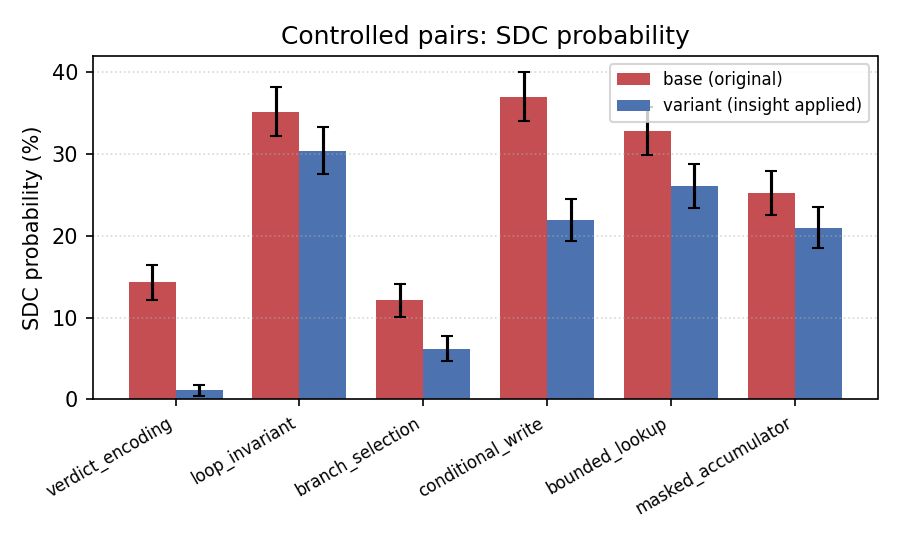 Controlled pairs: SDC probability
base (original)
variant (insight applied)
SDC probability (%)
40
30
20
10
0
verdict_encoding
loop_invariant
branch_selection
conditional_write
bounded_lookup
masked_accumulator